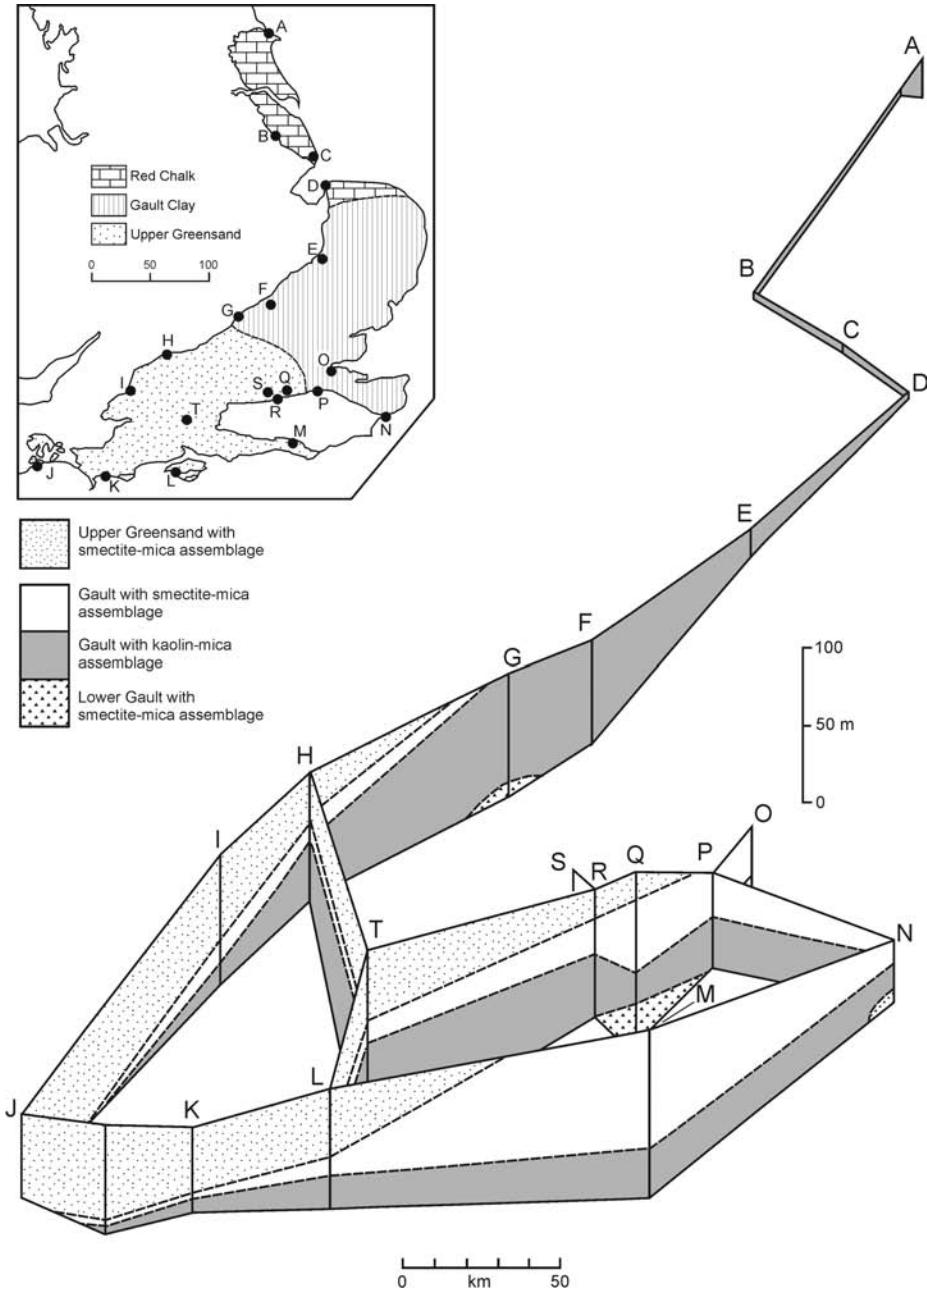 A
B
C
D
Red Chalk
Gault Clay
Upper Greensand
0 50 100
E
F
G
H
I
O
S Q
R P
T
N
M
J
K L
A
B
C
D
Upper Greensand with
smectite-mica assemblage
Gault with smectite-mica
assemblage
Gault with kaolin-mica
assemblage
Lower Gault with
smectite-mica assemblage
E
F
G
100
50 m
0
H
I
O
S R Q P
T
N
M
L
J
K
0 km 50